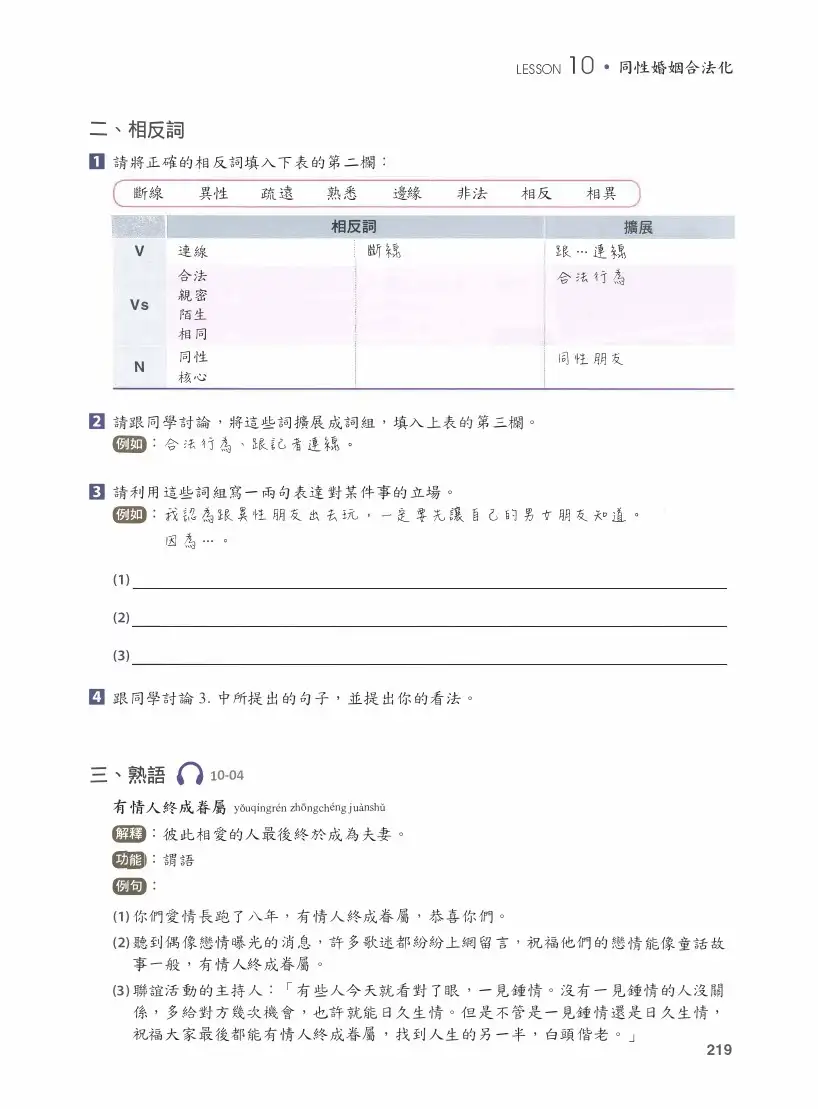 LESSON 10 • 同性婚姻合法化
二、相反詞
1 請將正確的相反詞填入下表的第二欄：
斷線 異性 疏遠 熟悉 邊緣 非法 相反 相異
相反詞 擴展
V 連線 斷線 跟…連線
Vs 合法 合法行為
親密
陌生
相同
N 同性 同性朋友
核心
2 請跟同學討論，將這些詞擴展成詞組，填入上表的第三欄。
例如：合法行為、跟記者連線。
3 請利用這些詞組寫一兩句表達對某件事的立場。
例如：我認為跟異性朋友出去玩，一定要先讓自己的男女朋友知道。
因為…。
(1)
(2)
(3)
4 跟同學討論 3. 中所提出的句子，並提出你的看法。
三、熟語 10-04
有情人終成眷屬 yǒuqíngrén zhōngchéng juànshǔ
解釋：彼此相愛的人最後終於成為夫妻。
功能：謂語
例句：
(1) 你們愛情長跑了八年，有情人終成眷屬，恭喜你們。
(2) 聽到偶像戀情曝光的消息，許多歌迷都紛紛上網留言，祝福他們的戀情能像童話故
事一般，有情人終成眷屬。
(3) 聯誼活動的主持人：「有些人今天就看對了眼，一見鍾情。沒有一見鍾情的人沒關
係，多給對方幾次機會，也許就能日久生情。但是不管是一見鍾情還是日久生情，
祝福大家最後都能有情人終成眷屬，找到人生的另一半，白頭偕老。」
219